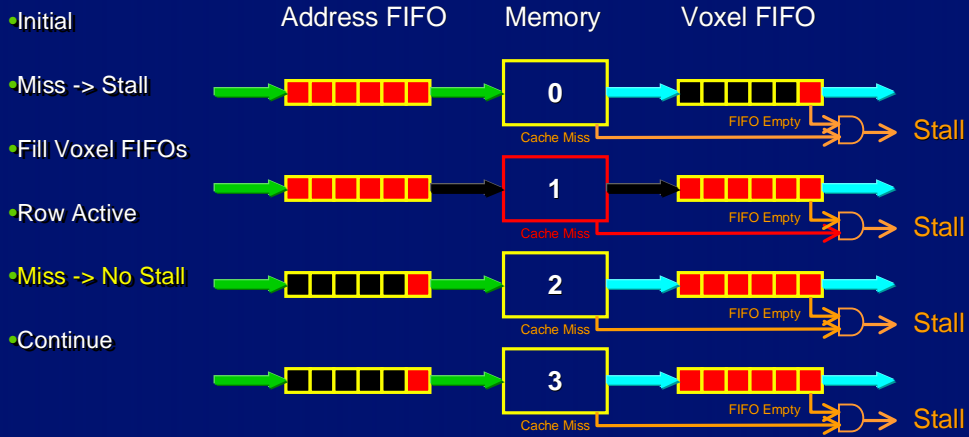 Address FIFO Memory Voxel FIFO
•Initial
•Miss -> Stall
•Fill Voxel FIFOs
•Row Active
•Miss -> No Stall
•Continue
0
FIFO Empty
Cache Miss
Stall
1
FIFO Empty
Cache Miss
Stall
2
FIFO Empty
Cache Miss
Stall
3
FIFO Empty
Cache Miss
Stall